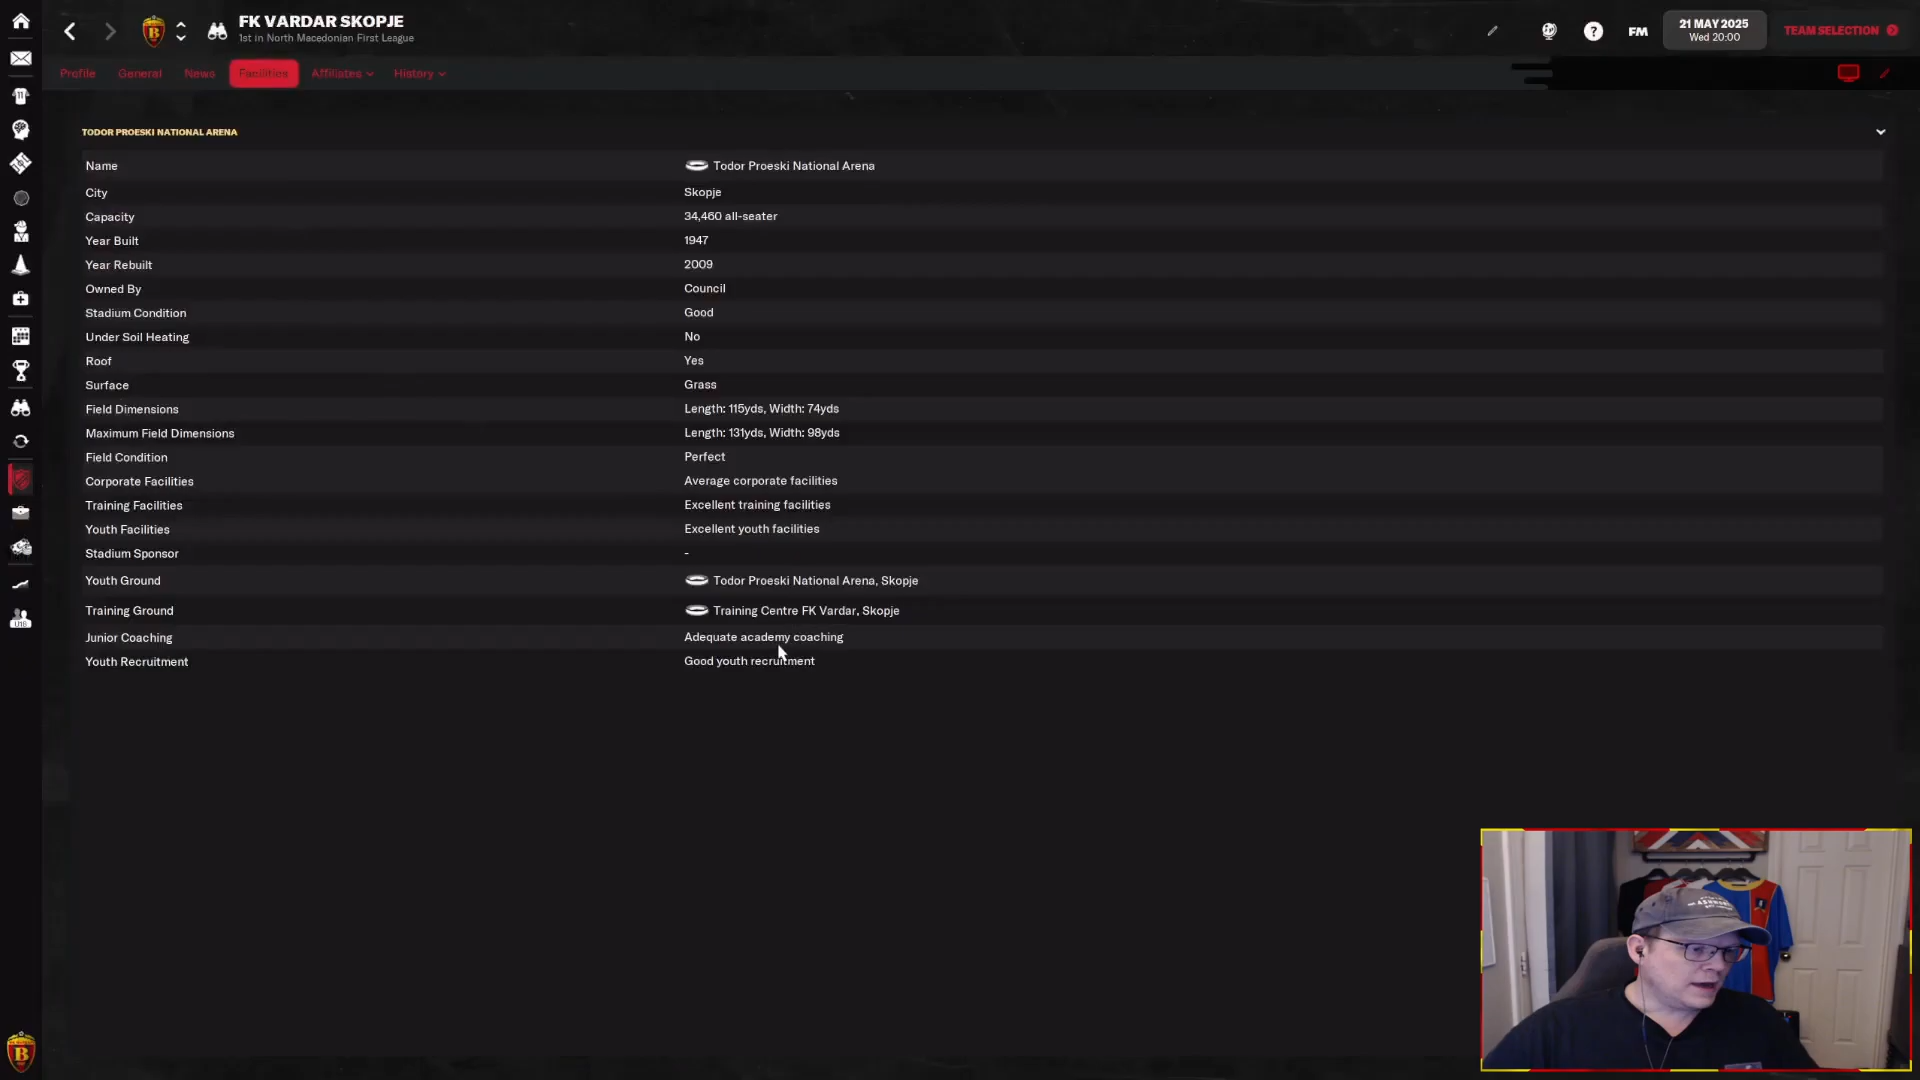 FK VARDAR SKOPJE
1st in North Macedonian First League
FM
21 MAY 2025
Wed 20:00
TEAM SELECTION
Profile General News Facilities Affiliates History
TODOR PROESKI NATIONAL ARENA
Name Todor Proeski National Arena
City Skopje
Capacity 34,460 all-seater
Year Built 1947
Year Rebuilt 2009
Owned By Council
Stadium Condition Good
Under Soil Heating No
Roof Yes
Surface Grass
Field Dimensions Length: 115yds, Width: 74yds
Maximum Field Dimensions Length: 131yds, Width: 98yds
Field Condition Perfect
Corporate Facilities Average corporate facilities
Training Facilities Excellent training facilities
Youth Facilities Excellent youth facilities
Stadium Sponsor -
Youth Ground Todor Proeski National Arena, Skopje
Training Ground Training Centre FK Vardar, Skopje
Junior Coaching Adequate academy coaching
Youth Recruitment Good youth recruitment